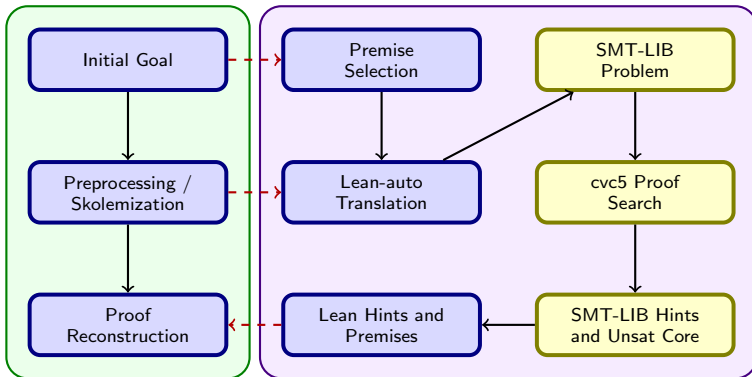 Initial Goal
Premise
Selection
SMT-LIB
Problem
Preprocessing /
Skolemization
Lean-auto
Translation
cvc5 Proof
Search
Proof
Reconstruction
Lean Hints and
Premises
SMT-LIB Hints
and Unsat Core